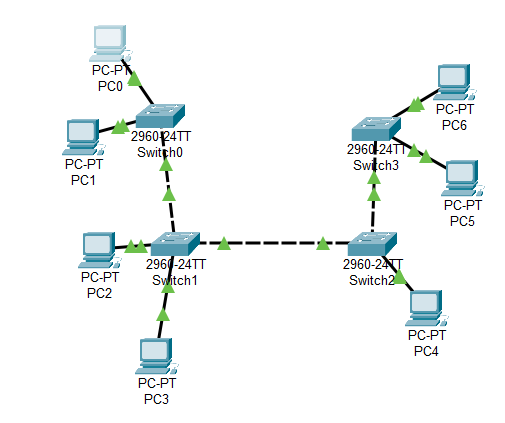 PC-PT
PC0
2960-24TT
Switch0
PC-PT
PC1
PC-PT
PC6
2960-24TT
Switch3
PC-PT
PC5
2960-24TT
Switch1
PC-PT
PC2
2960-24TT
Switch2
PC-PT
PC4
PC-PT
PC3